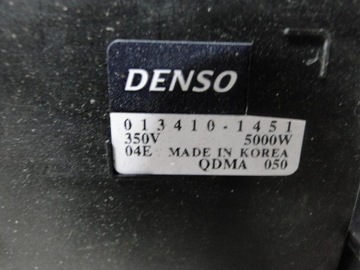 DENSO
013410-1451
350V 5000W
04E MADE IN KOREA
QDMA 050